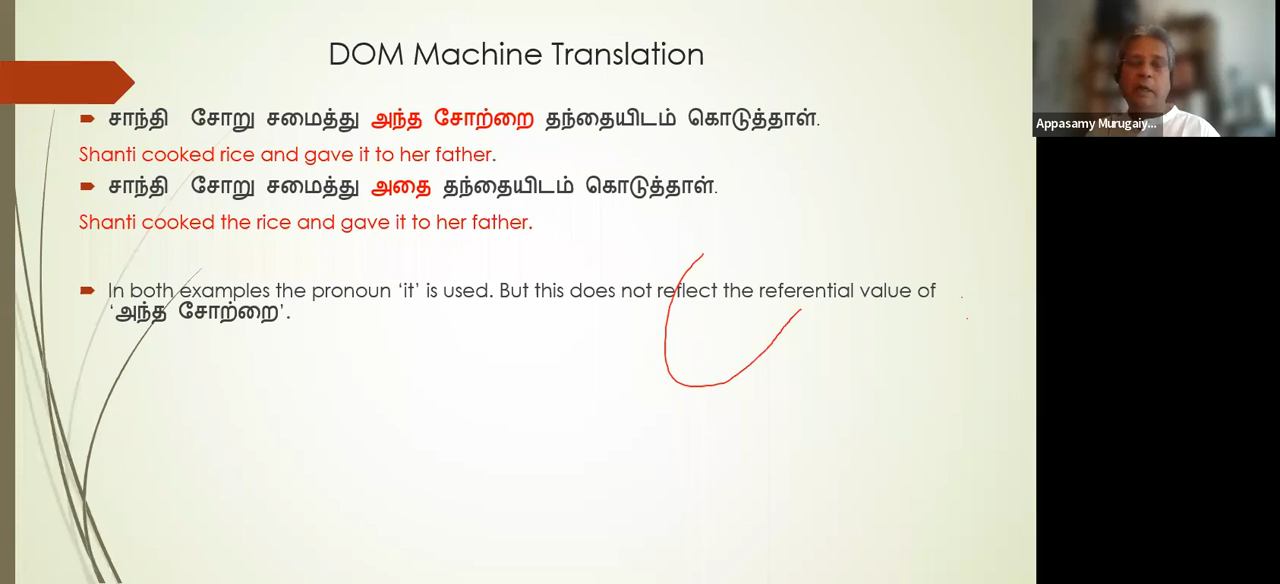 DOM Machine Translation
சாந்தி சோறு சமைத்து அந்த சோற்றை தந்தையிடம் கொடுத்தாள்.
Shanti cooked rice and gave it to her father.
சாந்தி சோறு சமைத்து அதை தந்தையிடம் கொடுத்தாள்.
Shanti cooked the rice and gave it to her father.
In both examples the pronoun ‘it’ is used. But this does not reflect the referential value of
‘அந்த சோற்றை’.
Appasamy Murugaiy...